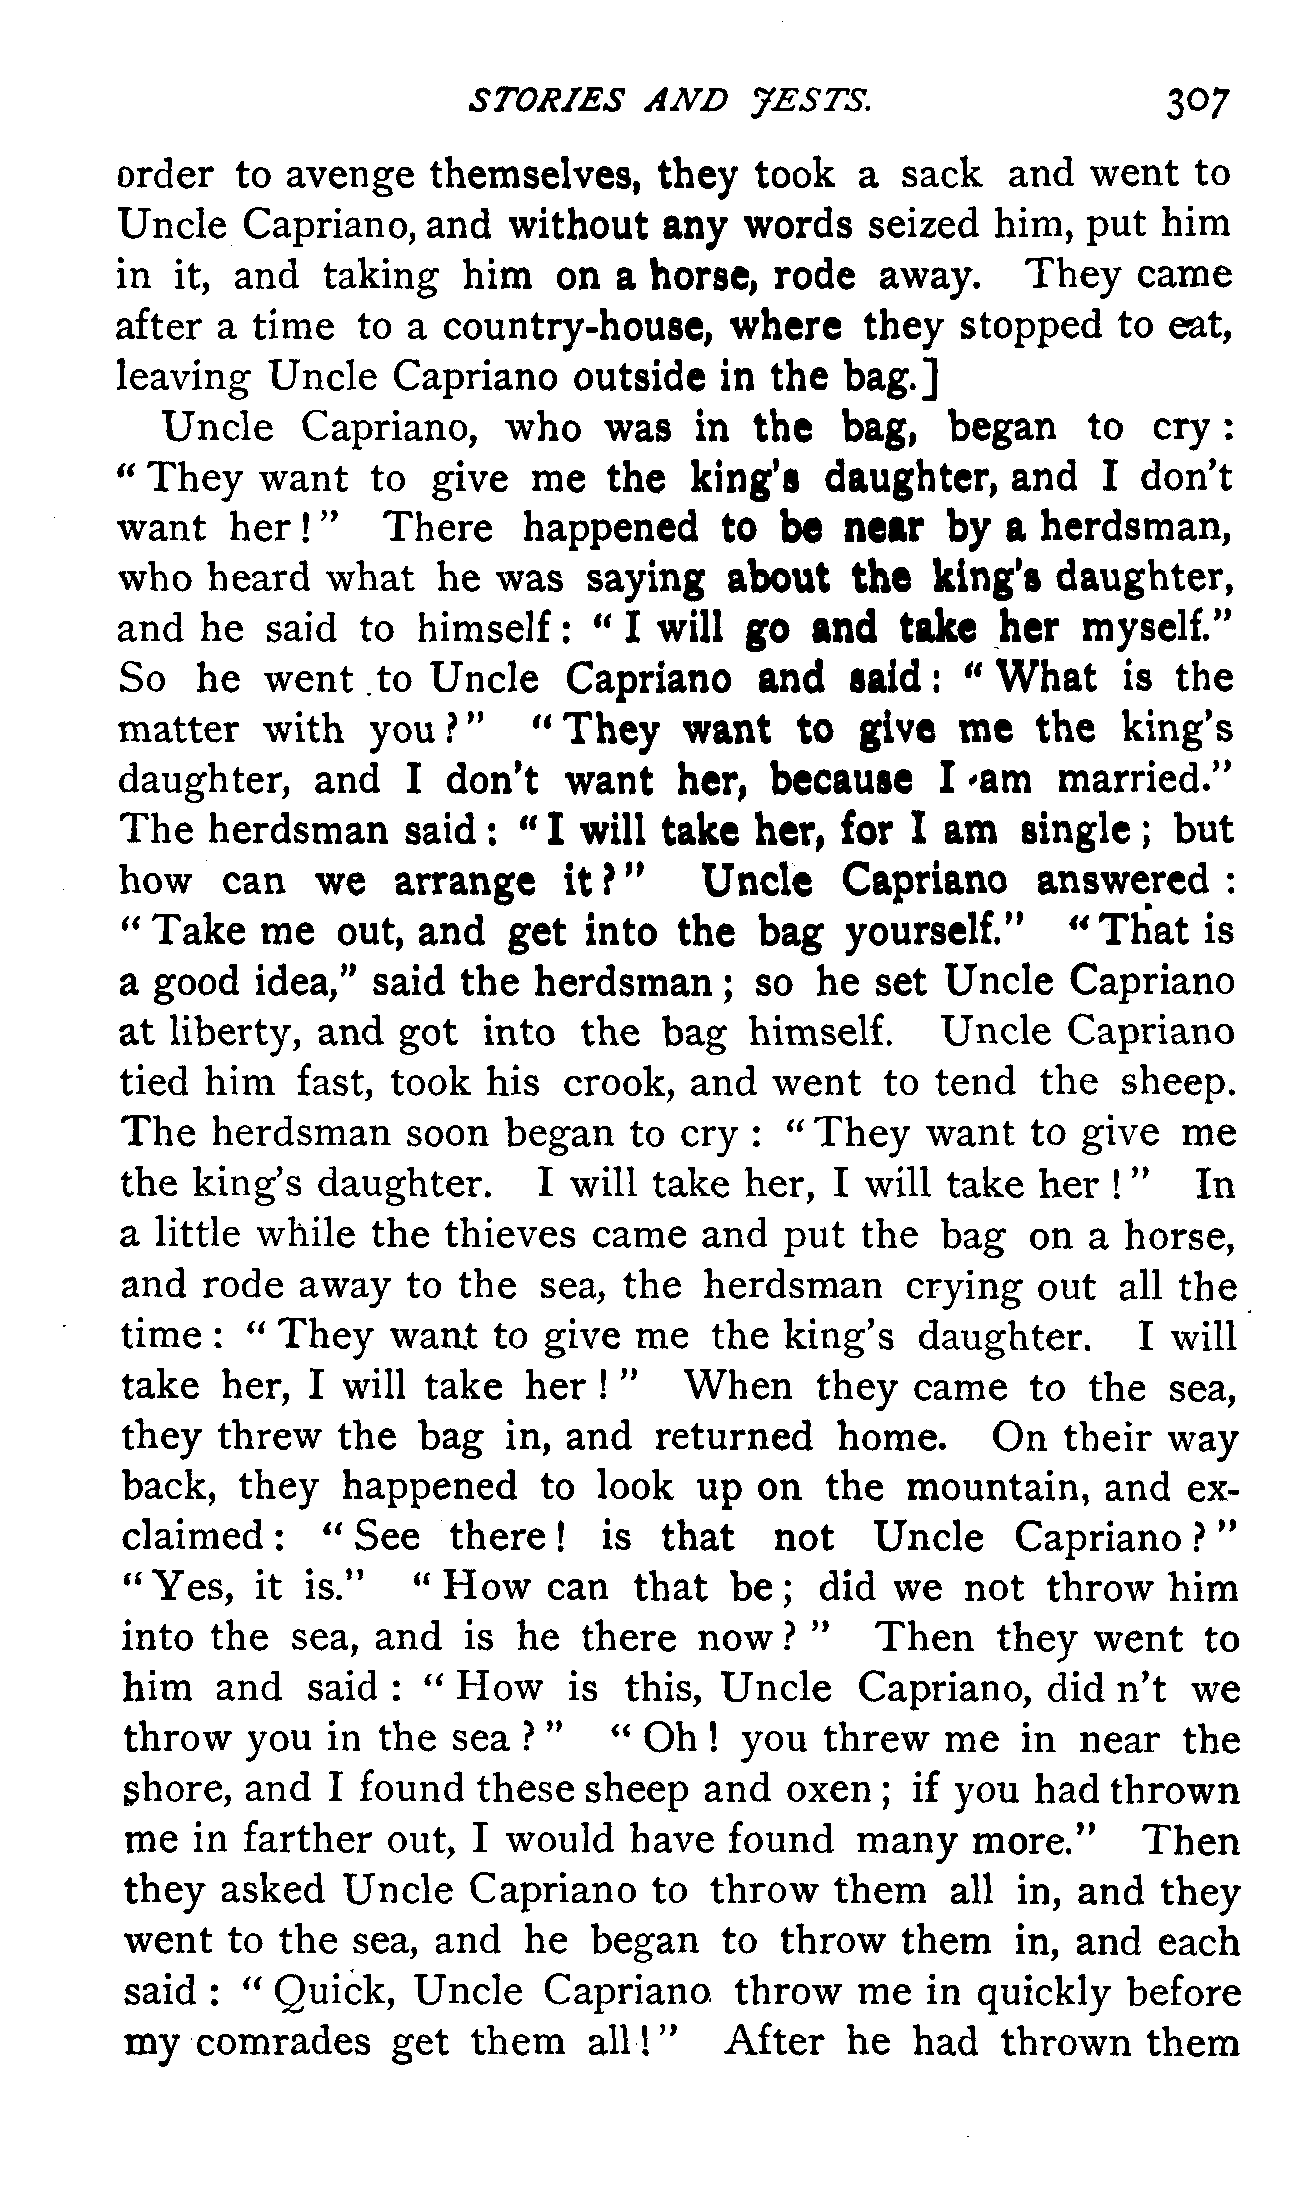 STORIES AND JESTS. 307
order to avenge themselves, they took a sack and went to
Uncle Capriano, and without any words seized him, put him
in it, and taking him on a horse, rode away. They came
after a time to a country-house, where they stopped to eat,
leaving Uncle Capriano outside in the bag.]
Uncle Capriano, who was in the bag, began to cry :
“ They want to give me the king's daughter, and I don't
want her ! ” There happened to be near by a herdsman,
who heard what he was saying about the king's daughter,
and he said to himself : “ I will go and take her myself.”
So he went to Uncle Capriano and said : “ What is the
matter with you ? ” “ They want to give me the king's
daughter, and I don't want her, because I am married.”
The herdsman said : “ I will take her, for I am single ; but
how can we arrange it ? ” Uncle Capriano answered :
“ Take me out, and get into the bag yourself.” “ That is
a good idea,” said the herdsman ; so he set Uncle Capriano
at liberty, and got into the bag himself. Uncle Capriano
tied him fast, took his crook, and went to tend the sheep.
The herdsman soon began to cry : “ They want to give me
the king's daughter. I will take her, I will take her ! ” In
a little while the thieves came and put the bag on a horse,
and rode away to the sea, the herdsman crying out all the
time : “ They want to give me the king's daughter. I will
take her, I will take her ! ” When they came to the sea,
they threw the bag in, and returned home. On their way
back, they happened to look up on the mountain, and ex-
claimed : “ See there ! is that not Uncle Capriano ? ”
“ Yes, it is.” “ How can that be ; did we not throw him
into the sea, and is he there now ? ” Then they went to
him and said : “ How is this, Uncle Capriano, did n't we
throw you in the sea ? ” “ Oh ! you threw me in near the
shore, and I found these sheep and oxen ; if you had thrown
me in farther out, I would have found many more.” Then
they asked Uncle Capriano to throw them all in, and they
went to the sea, and he began to throw them in, and each
said : “ Quick, Uncle Capriano throw me in quickly before
my comrades get them all ! ” After he had thrown them